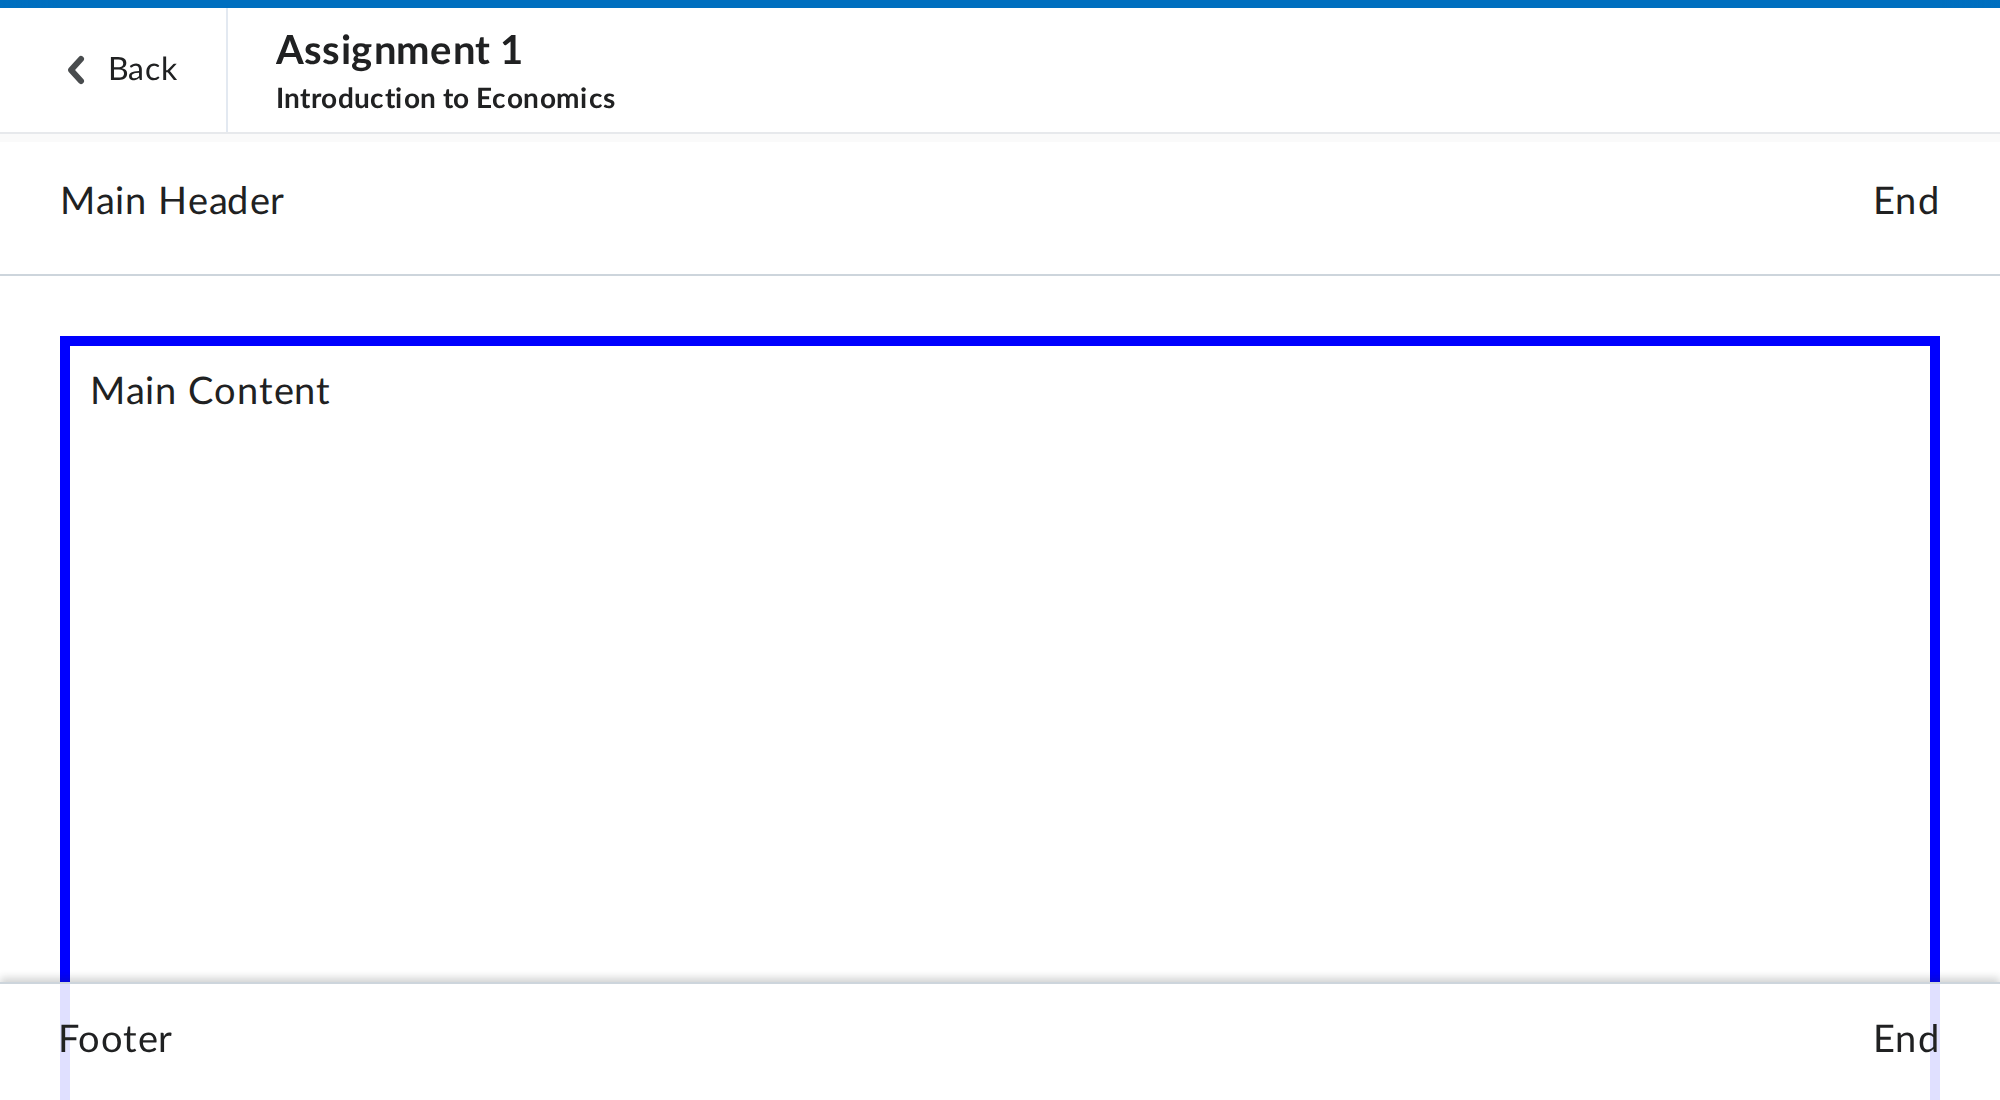 Back
Assignment 1
Introduction to Economics
Main Header
End
Main Content
Footer
End